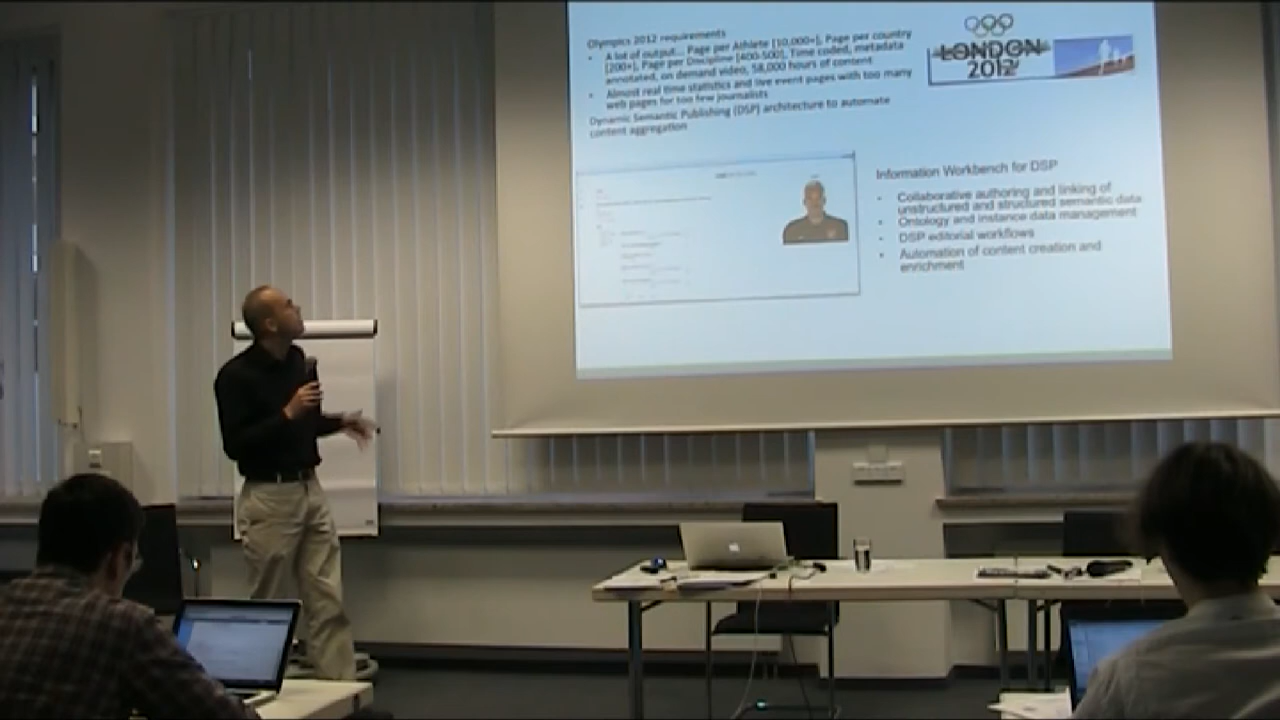 Olympics 2012 requirements
• A lot of output... Page per Athlete [10,000+], Page per country
[200+], Page per Discipline [400-500], Time coded, metadata
annotated, on demand video, 58,000 hours of content
• Almost real time statistics and live event pages with too many
web pages for too few journalists
Dynamic Semantic Publishing (DSP) architecture to automate
content aggregation
LONDON
2012
Information Workbench for DSP
• Collaborative authoring and linking of
unstructured and structured semantic data
• Ontology and instance data management
• DSP editorial workflows
• Automation of content creation and
enrichment